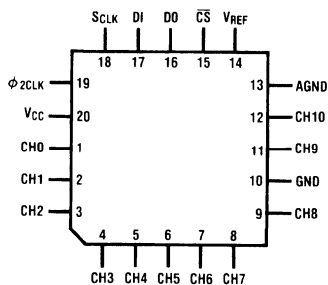 SCLK DI DO CS VREF
18 17 16 15 14
ϕ2CLK 19 13 AGND
VCC 20 12 CH10
CH0 1 11 CH9
CH1 2 10 GND
CH2 3 9 CH8
4 5 6 7 8
CH3 CH4 CH5 CH6 CH7